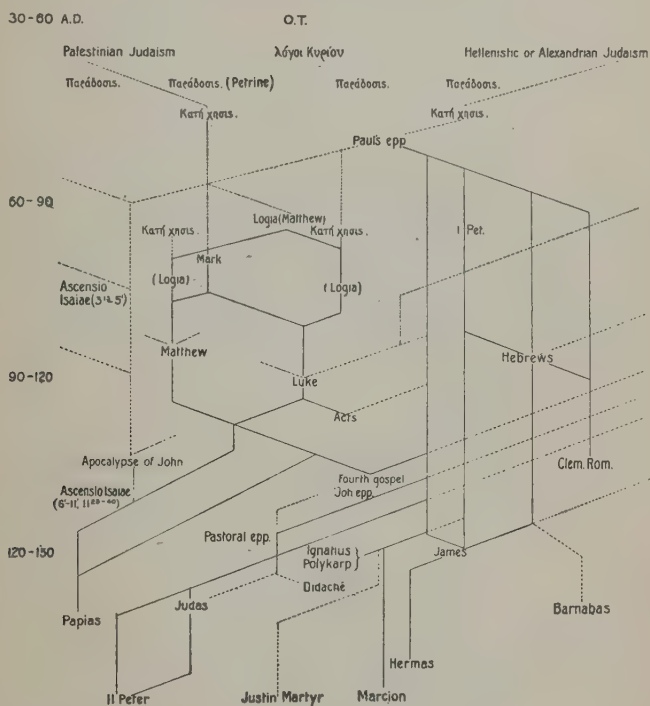 30-60 A.D.
O.T.
Palestinian Judaism
λόγοι Κυρίου
Hellenistic or Alexandrian Judaism
Παράδοσις.
Παράδοσις. (Petrine)
Παράδοσις.
Παράδοσις.
Κατήχησις.
Κατήχησις.
Paul's epp
60-90
Logia (Matthew)
Κατήχησις.
Κατήχησις.
1 Pet.
Mark
(Logia)
(Logia)
Ascensio
Isaiae
Matthew
Hebrews
90-120
Luke
Acts
Apocalypse of John
Clem. Rom.
Fourth gospel
Joh epp.
Ascensio Isaiae
Pastoral epp.
120-150
Ignatius
Polykarp
James
Didaché
Judas
Barnabas
Papias
Hermas
II Peter
Justin Martyr
Marcion